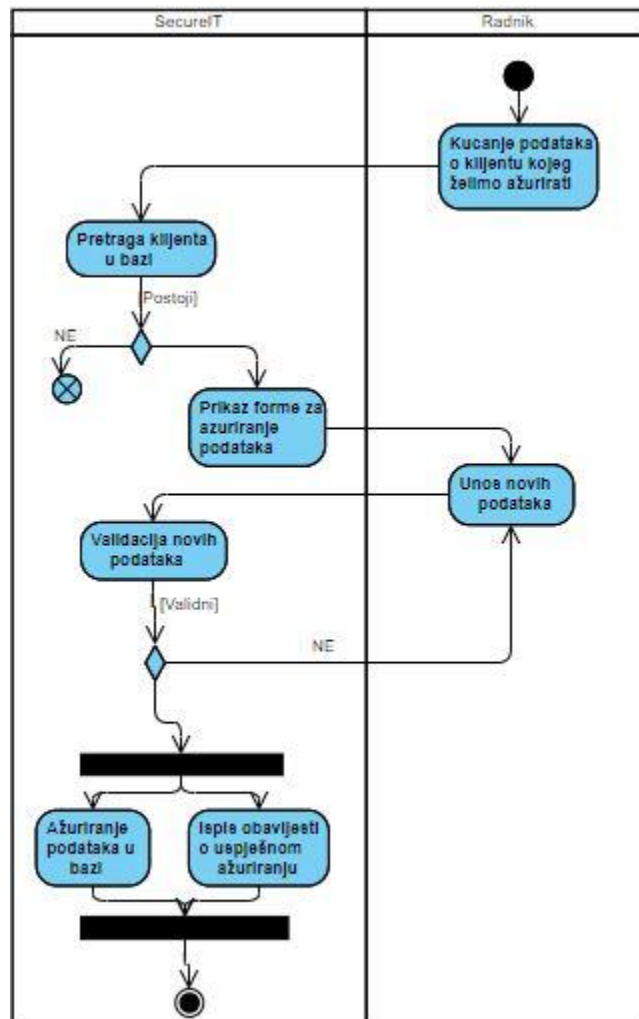 SecureIT
Radnik
Kucanje podataka
o klijentu kojeg
želimo ažurirati
Pretraga klijenta
u bazi
[Postoji]
NE
Prikaz forme za
azuriranje
podataka
Unos novih
podataka
Validacija novih
podataka
[Validni]
NE
Ažuriranje
podataka u
bazi
Ispis obavijesti
o uspješnom
ažuriranju